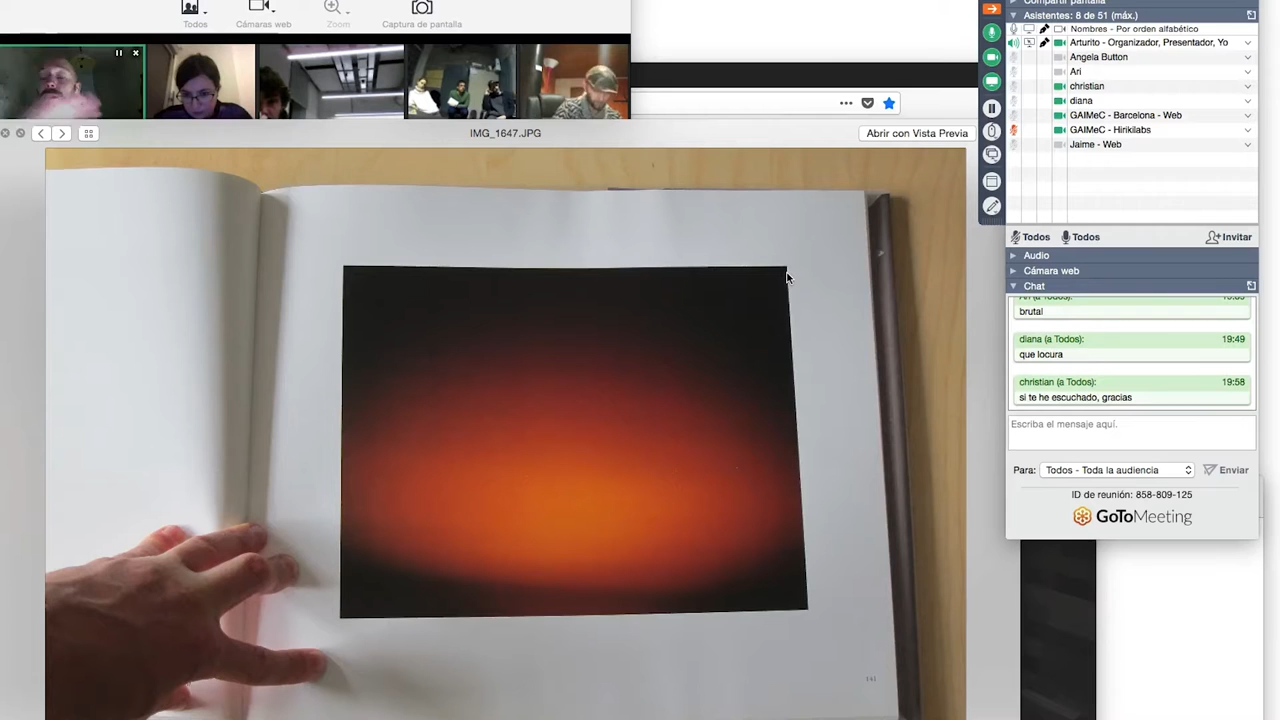 Todos
Cámaras web
Zoom
Captura de pantalla
IMG_1647.JPG
Abrir con Vista Previa
141
Compartir pantalla
Asistentes: 8 de 51 (máx.)
Nombres - Por orden alfabético
Arturito - Organizador, Presentador, Yo
Angela Button
Ari
christian
diana
GAIMeC - Barcelona - Web
GAIMeC - Hirikilabs
Jaime - Web
Todos
Todos
Invitar
Audio
Cámara web
Chat
brutal
diana (a Todos): 19:49
que locura
christian (a Todos): 19:58
si te he escuchado, gracias
Escriba el mensaje aquí.
Para: Todos - Toda la audiencia
Enviar
ID de reunión: 858-809-125
GoToMeeting